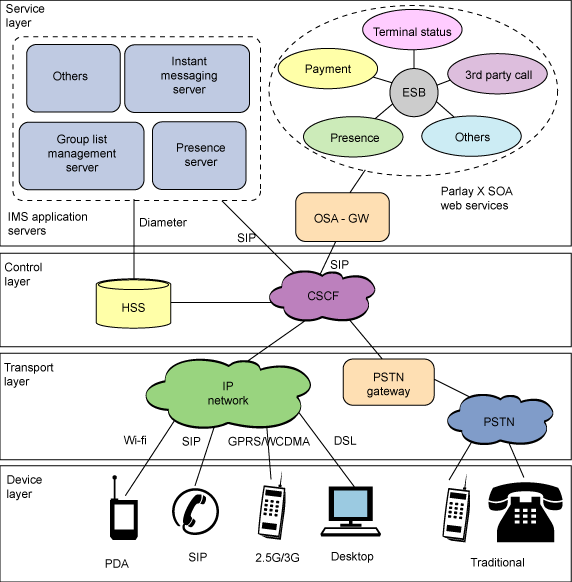 Service
layer
Others
Instant
messaging
server
Group list
management
server
Presence
server
IMS application
servers
Diameter
SIP
Terminal status
Payment
3rd party call
ESB
Presence
Others
Parlay X SOA
web services
OSA - GW
SIP
Control
layer
HSS
CSCF
Transport
layer
IP
network
PSTN
gateway
PSTN
Wi-fi
SIP
GPRS/WCDMA
DSL
Device
layer
PDA
SIP
2.5G/3G
Desktop
Traditional